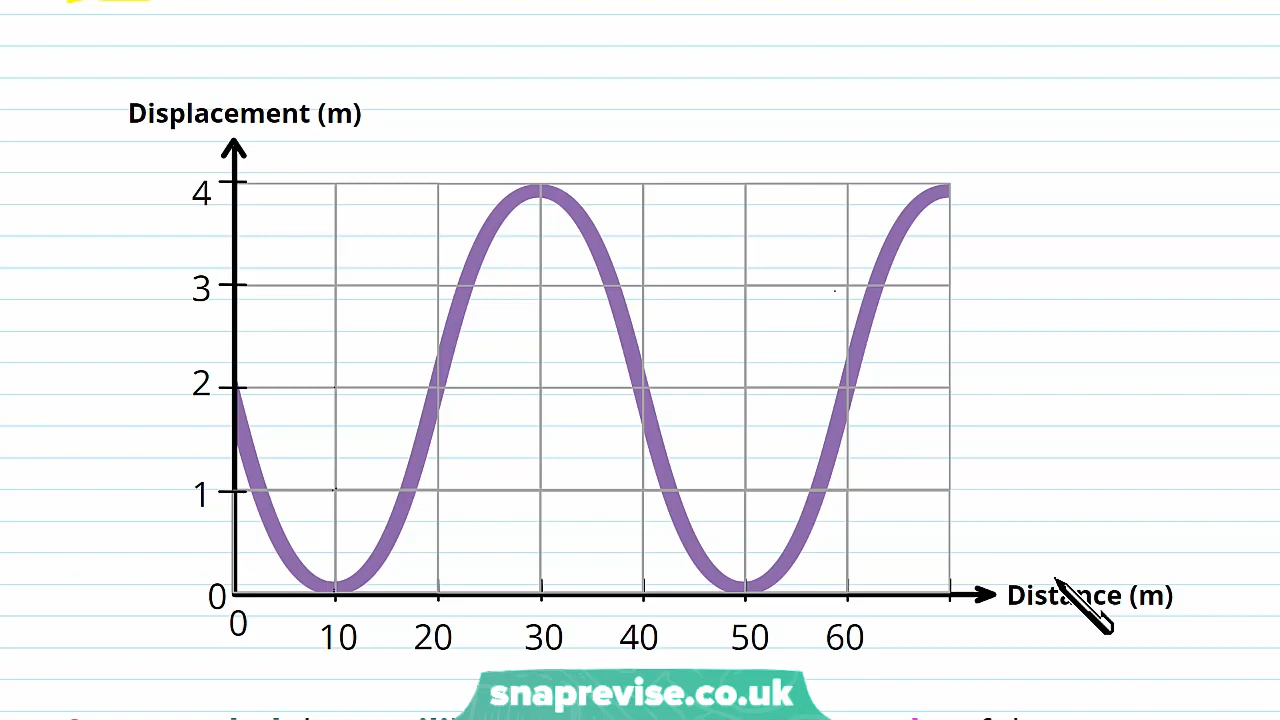 Displacement (m)
4
3
2
1
0
0 10 20 30 40 50 60
Distance (m)
snaprevise.co.uk